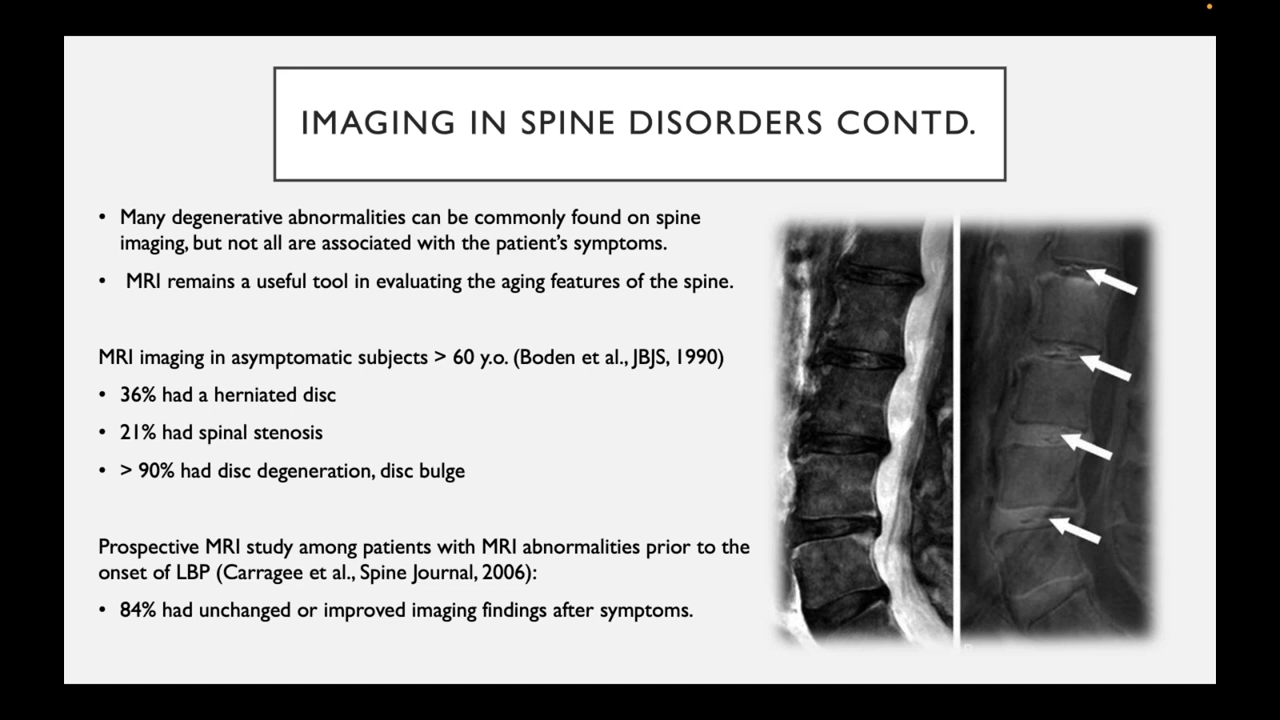 IMAGING IN SPINE DISORDERS CONTD.
• Many degenerative abnormalities can be commonly found on spine
imaging, but not all are associated with the patient’s symptoms.
• MRI remains a useful tool in evaluating the aging features of the spine.
MRI imaging in asymptomatic subjects > 60 y.o. (Boden et al., JBJS, 1990)
• 36% had a herniated disc
• 21% had spinal stenosis
• > 90% had disc degeneration, disc bulge
Prospective MRI study among patients with MRI abnormalities prior to the
onset of LBP (Carragee et al., Spine Journal, 2006):
• 84% had unchanged or improved imaging findings after symptoms.